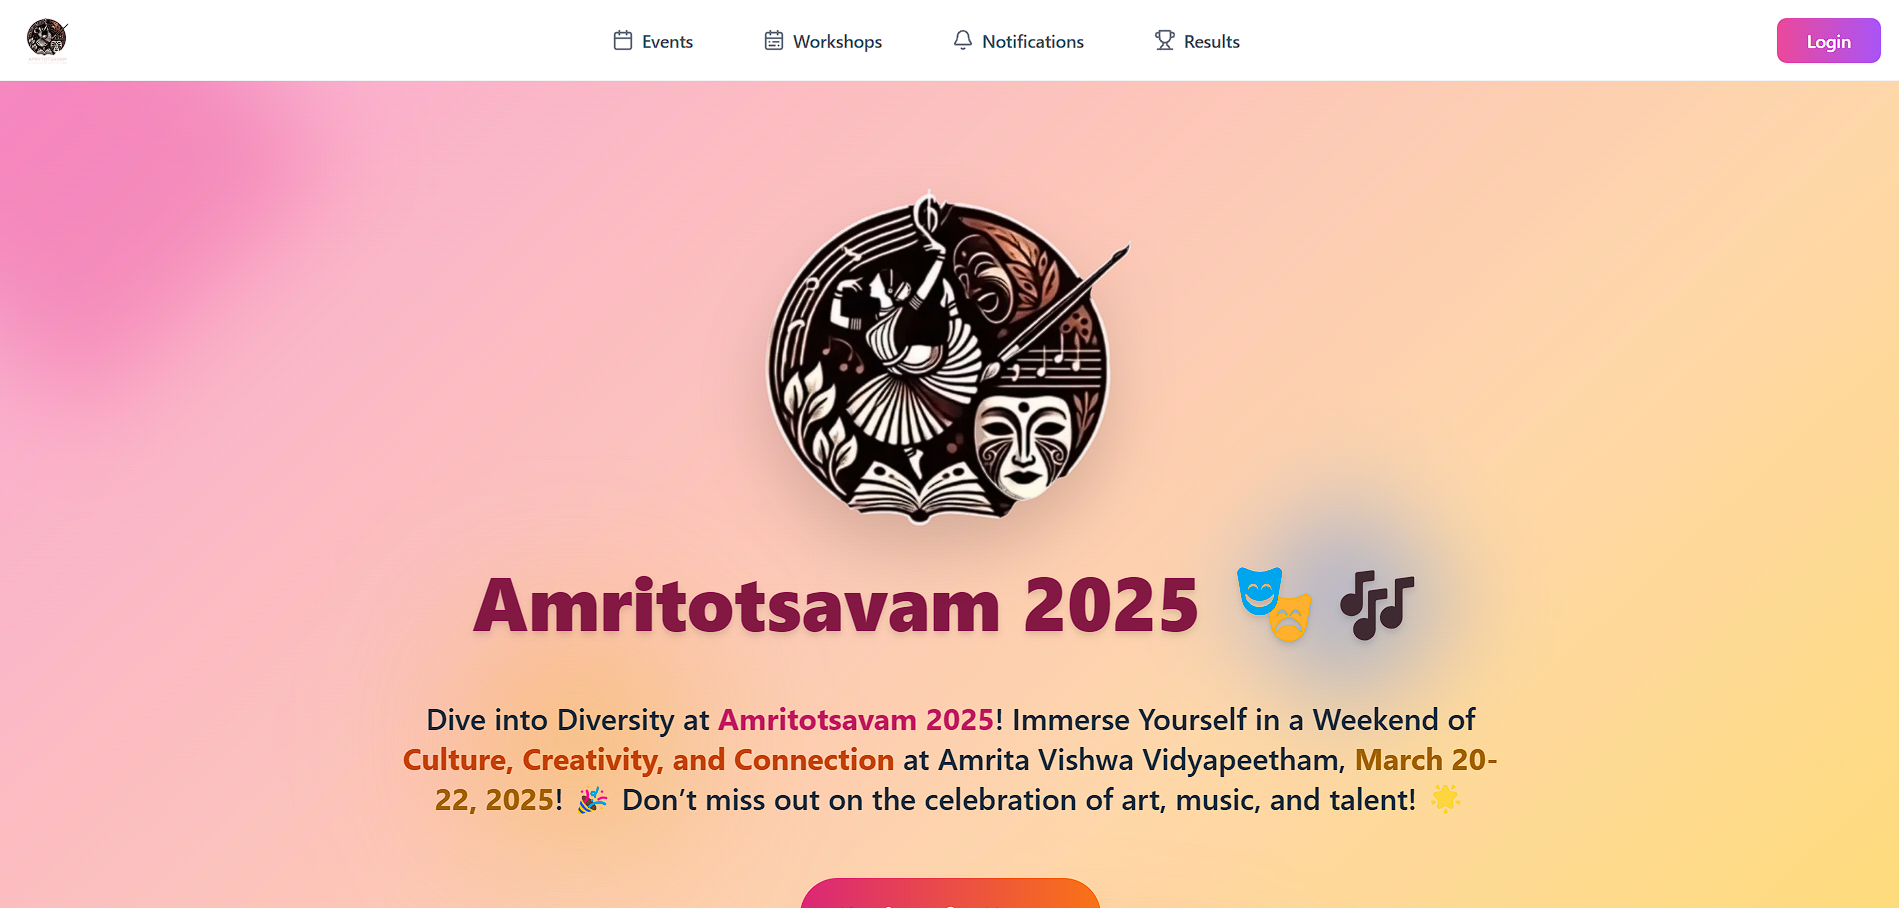 Events
Workshops
Notifications
Results
Login
Amritotsavam 2025 🎭 🎶
Dive into Diversity at Amritotsavam 2025! Immerse Yourself in a Weekend of
Culture, Creativity, and Connection at Amrita Vishwa Vidyapeetham, March 20-
22, 2025! 🎉 Don’t miss out on the celebration of art, music, and talent! 🌟